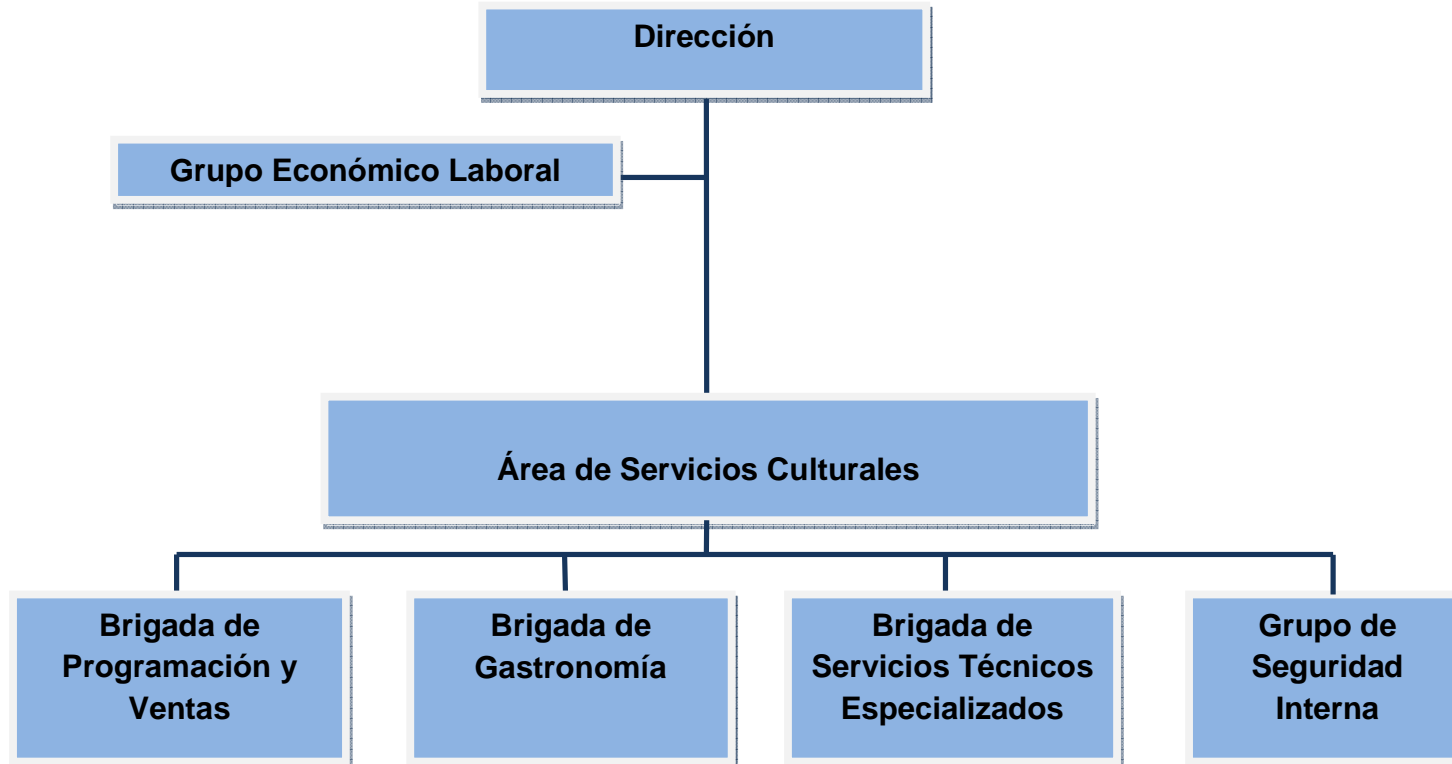 Dirección
Grupo Económico Laboral
Área de Servicios Culturales
Brigada de
Programación y
Ventas
Brigada de
Gastronomía
Brigada de
Servicios Técnicos
Especializados
Grupo de
Seguridad
Interna